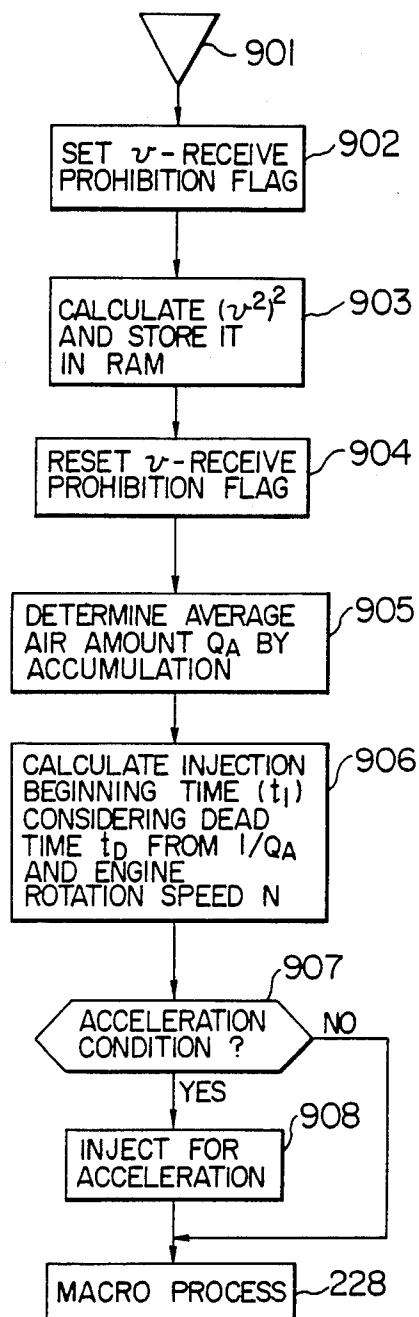 901
SET v-RECEIVE
PROHIBITION FLAG
902
CALCULATE (v²)²
AND STORE IT
IN RAM
903
RESET v-RECEIVE
PROHIBITION FLAG
904
DETERMINE AVERAGE
AIR AMOUNT QA BY
ACCUMULATION
905
CALCULATE INJECTION
BEGINNING TIME (t1)
CONSIDERING DEAD
TIME tD FROM 1/QA
AND ENGINE
ROTATION SPEED N
906
907
ACCELERATION
CONDITION ?
NO
YES
908
INJECT FOR
ACCELERATION
MACRO PROCESS
228